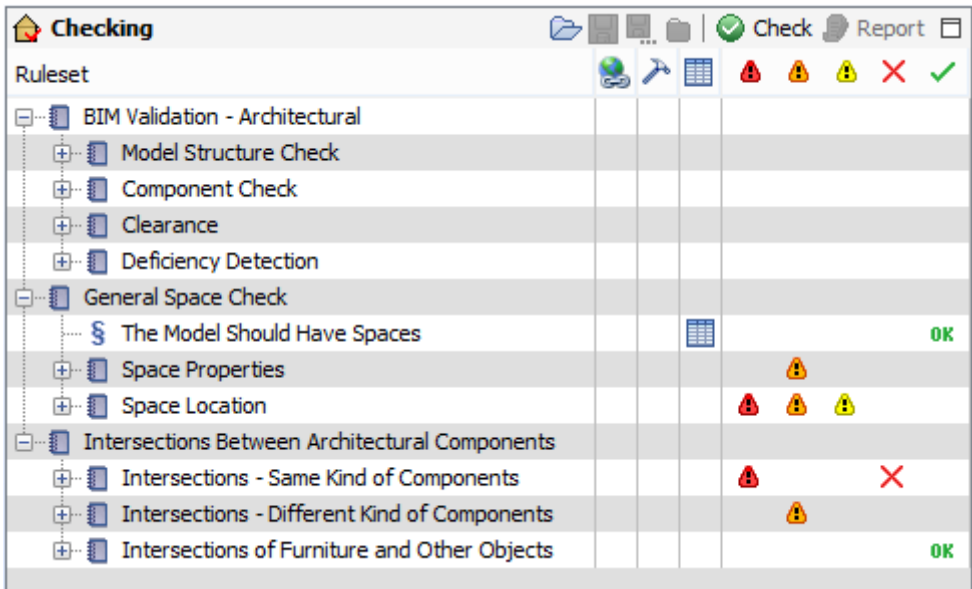 Checking Check Report
Ruleset
BIM Validation - Architectural
Model Structure Check
Component Check
Clearance
Deficiency Detection
General Space Check
§ The Model Should Have Spaces OK
Space Properties
Space Location
Intersections Between Architectural Components
Intersections - Same Kind of Components
Intersections - Different Kind of Components
Intersections of Furniture and Other Objects OK